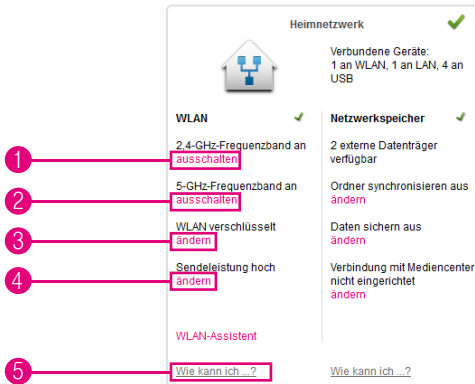 Heimnetzwerk
Verbundene Geräte:
1 an WLAN, 1 an LAN, 4 an
USB
WLAN
2,4-GHz-Frequenzband an
ausschalten
5-GHz-Frequenzband an
ausschalten
WLAN verschlüsselt
ändern
Sendeleistung hoch
ändern
WLAN-Assistent
Wie kann ich ...?
Netzwerkspeicher
2 externe Datenträger
verfügbar
Ordner synchronisieren aus
ändern
Daten sichern aus
ändern
Verbindung mit Mediencenter
nicht eingerichtet
ändern
Wie kann ich ...?
1
2
3
4
5